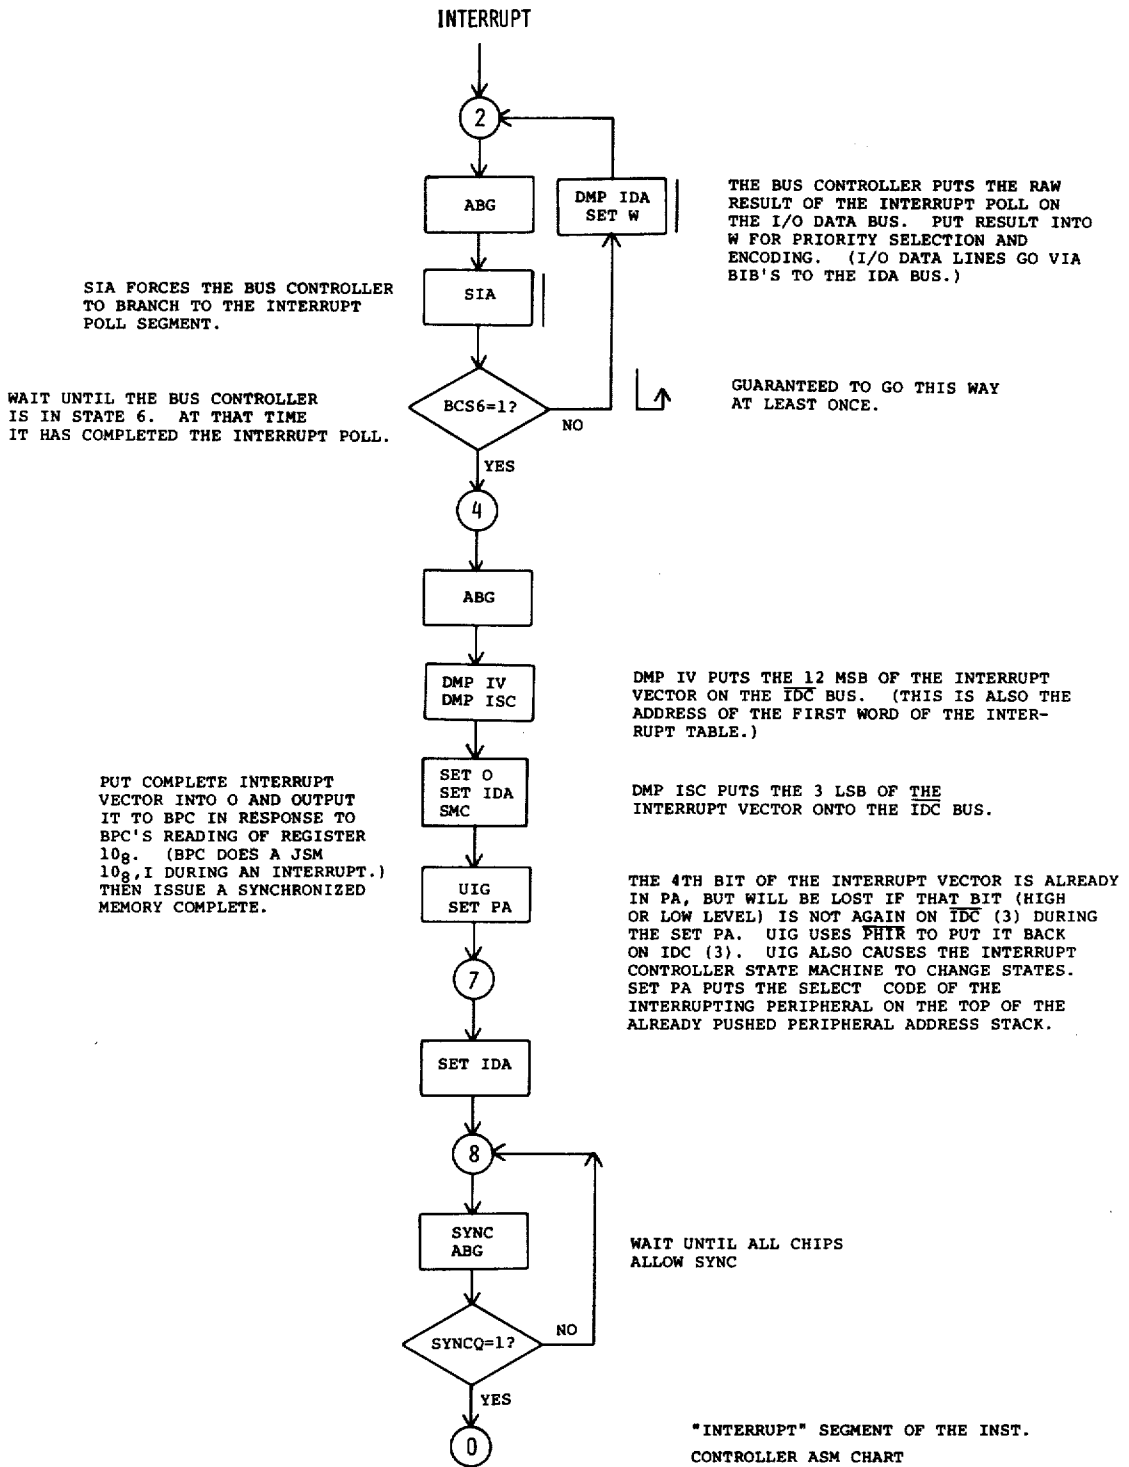 INTERRUPT
2
ABG
DMP IDA
SET W
THE BUS CONTROLLER PUTS THE RAW
RESULT OF THE INTERRUPT POLL ON
THE I/O DATA BUS. PUT RESULT INTO
W FOR PRIORITY SELECTION AND
ENCODING. (I/O DATA LINES GO VIA
BIB'S TO THE IDA BUS.)
SIA FORCES THE BUS CONTROLLER
TO BRANCH TO THE INTERRUPT
POLL SEGMENT.
SIA
WAIT UNTIL THE BUS CONTROLLER
IS IN STATE 6. AT THAT TIME
IT HAS COMPLETED THE INTERRUPT POLL.
BCS6=1?
NO
GUARANTEED TO GO THIS WAY
AT LEAST ONCE.
YES
4
ABG
DMP IV
DMP ISC
DMP IV PUTS THE 12 MSB OF THE INTERRUPT
VECTOR ON THE IDC BUS. (THIS IS ALSO THE
ADDRESS OF THE FIRST WORD OF THE INTER-
RUPT TABLE.)
PUT COMPLETE INTERRUPT
VECTOR INTO O AND OUTPUT
IT TO BPC IN RESPONSE TO
BPC'S READING OF REGISTER
10₈. (BPC DOES A JSM
10₈,I DURING AN INTERRUPT.)
THEN ISSUE A SYNCHRONIZED
MEMORY COMPLETE.
SET O
SET IDA
SMC
DMP ISC PUTS THE 3 LSB OF THE
INTERRUPT VECTOR ONTO THE IDC BUS.
UIG
SET PA
THE 4TH BIT OF THE INTERRUPT VECTOR IS ALREADY
IN PA, BUT WILL BE LOST IF THAT BIT (HIGH
OR LOW LEVEL) IS NOT AGAIN ON IDC (3) DURING
THE SET PA. UIG USES PHIR TO PUT IT BACK
ON IDC (3). UIG ALSO CAUSES THE INTERRUPT
CONTROLLER STATE MACHINE TO CHANGE STATES.
SET PA PUTS THE SELECT CODE OF THE
INTERRUPTING PERIPHERAL ON THE TOP OF THE
ALREADY PUSHED PERIPHERAL ADDRESS STACK.
7
SET IDA
8
SYNC
ABG
WAIT UNTIL ALL CHIPS
ALLOW SYNC
SYNCQ=1?
NO
YES
0
"INTERRUPT" SEGMENT OF THE INST.
CONTROLLER ASM CHART